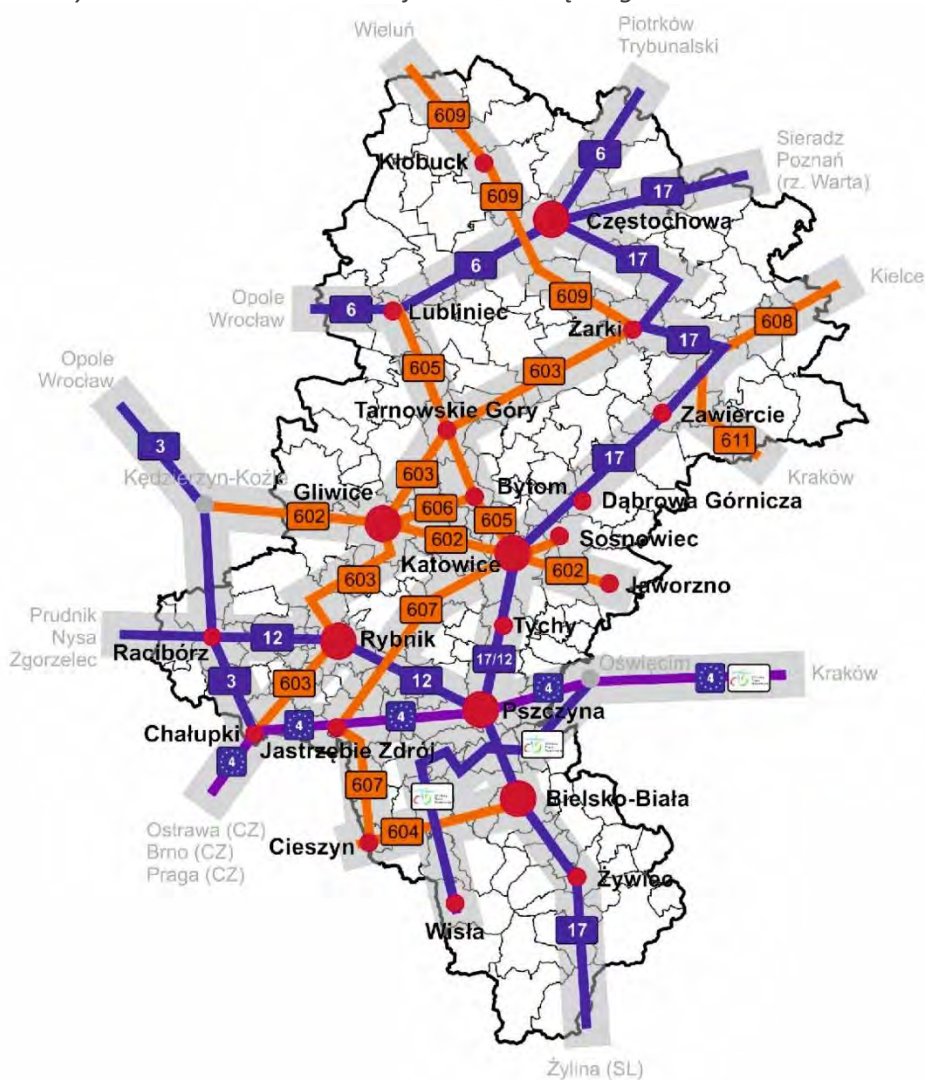 Wieluń
Piotrków
Trybunalski
609
6
Sieradz
Poznań
(rz. Warta)
Kłobuck
17
609
Częstochowa
17
6
Kielce
Opole
Wrocław
6
Lubliniec
609
Żarki
17
608
Opole
Wrocław
605
603
Tarnowskie Góry
Zawiercie
3
17
611
Kędzierzyn-Koźle
603
Kraków
Gliwice
606
Bytom
Dąbrowa Górnicza
602
605
602
Sosnowiec
Katowice
602
Jaworzno
603
607
Prudnik
Nysa
Zgorzelec
12
Rybnik
Tychy
Racibórz
17/12
Oświęcim
3
603
12
4
4
Kraków
Chałupki
4
4
Pszczyna
Jastrzębie Zdrój
4
607
Bielsko-Biała
Ostrawa (CZ)
Brno (CZ)
Praga (CZ)
Cieszyn
604
Żywiec
Wisła
17
Żylina (SL)